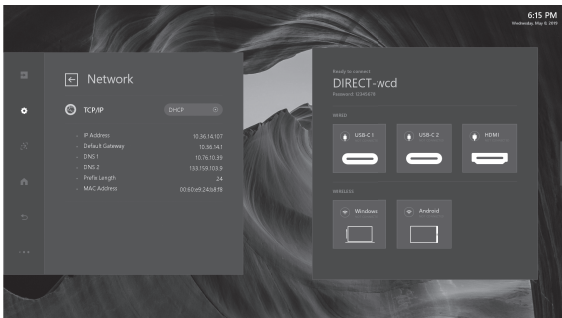 6:15 PM
Wednesday, May 8, 2019
Network
TCP/IP
DHCP
IP Address 10.36.14.107
Default Gateway 10.36.14.1
DNS 1 10.76.10.39
DNS 2 133.159.103.9
Prefix Length 24
MAC Address 00:60:e9:24:b8:f8
Ready to connect
DIRECT-wcd
Password: 12345678
WIRED
USB-C 1
USB-C 2
HDMI
WIRELESS
Windows
Android